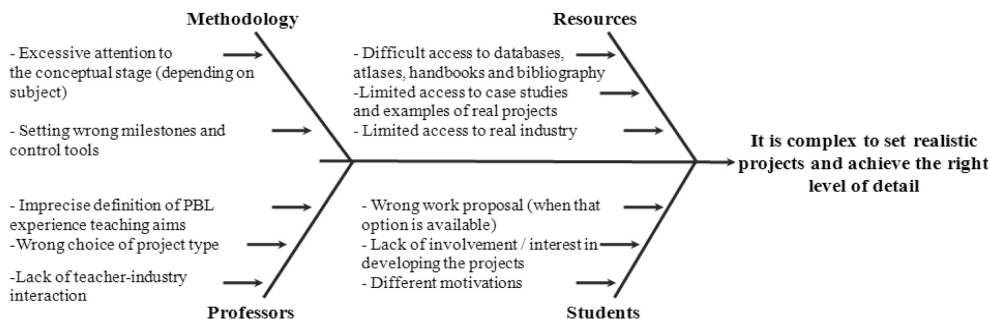 Methodology
- Excessive attention to
the conceptual stage (depending on
subject)
- Setting wrong milestones and
control tools
Resources
- Difficult access to databases,
atlases, handbooks and bibliography
-Limited access to case studies
and examples of real projects
- Limited access to real industry
It is complex to set realistic
projects and achieve the right
level of detail
- Imprecise definition of PBL
experience teaching aims
-Wrong choice of project type
-Lack of teacher-industry
interaction
Professors
- Wrong work proposal (when that
option is available)
- Lack of involvement / interest in
developing the projects
- Different motivations
Students